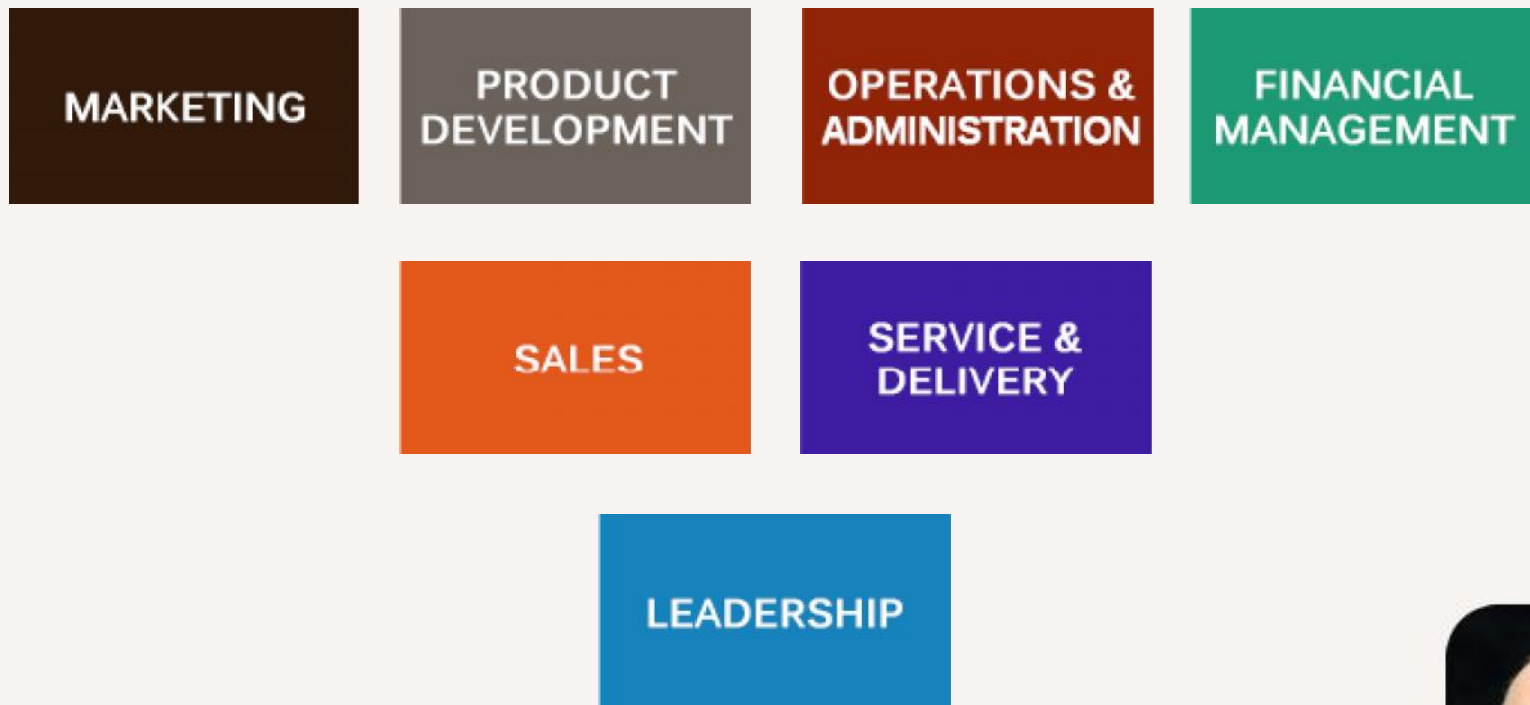 MARKETING
PRODUCT
DEVELOPMENT
OPERATIONS &
ADMINISTRATION
FINANCIAL
MANAGEMENT
SALES
SERVICE &
DELIVERY
LEADERSHIP